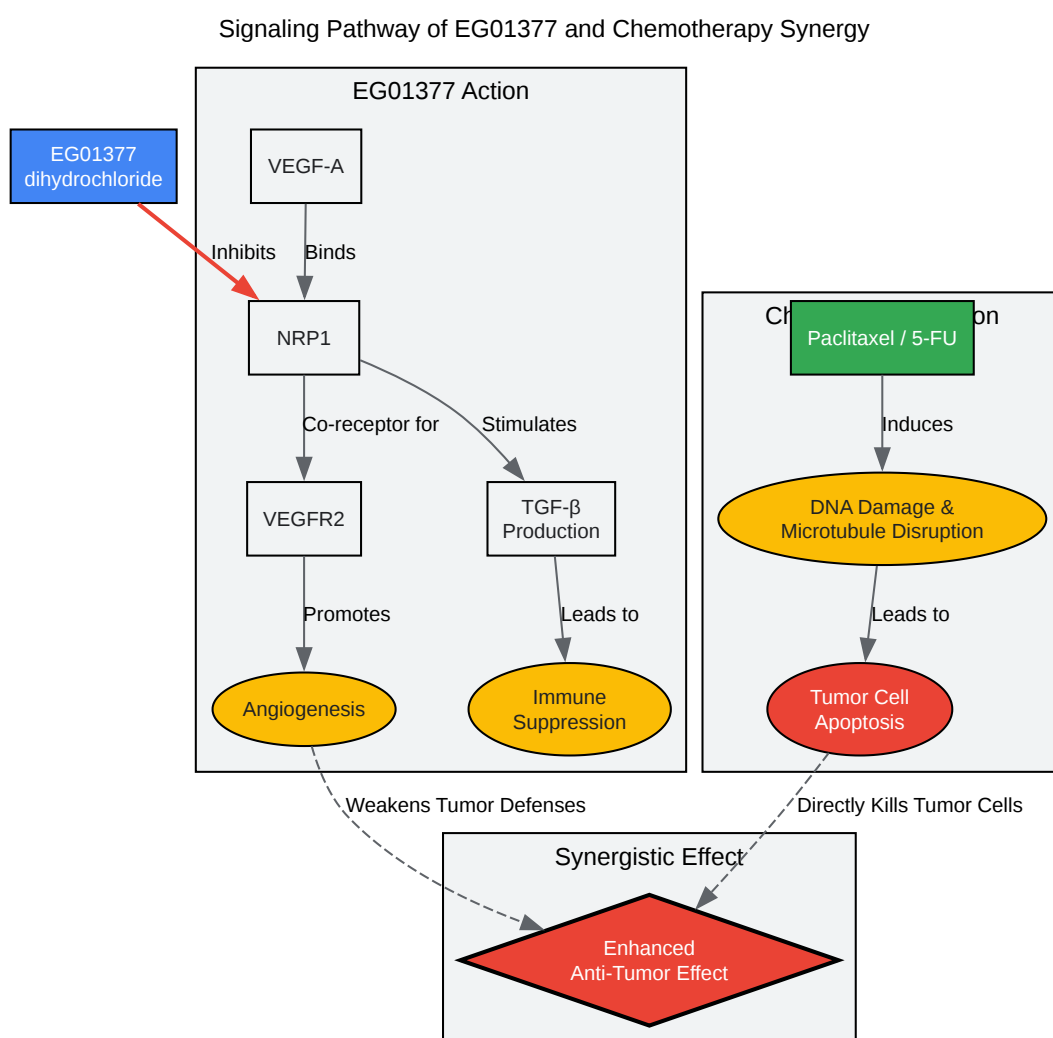 Signaling Pathway of EG01377 and Chemotherapy Synergy
EG01377 Action
EG01377
dihydrochloride
VEGF-A
Inhibits
Binds
NRP1
Co-receptor for
Stimulates
VEGFR2
TGF-β
Production
Promotes
Leads to
Angiogenesis
Immune
Suppression
Paclitaxel / 5-FU
Induces
DNA Damage &
Microtubule Disruption
Leads to
Tumor Cell
Apoptosis
Weakens Tumor Defenses
Directly Kills Tumor Cells
Synergistic Effect
Enhanced
Anti-Tumor Effect